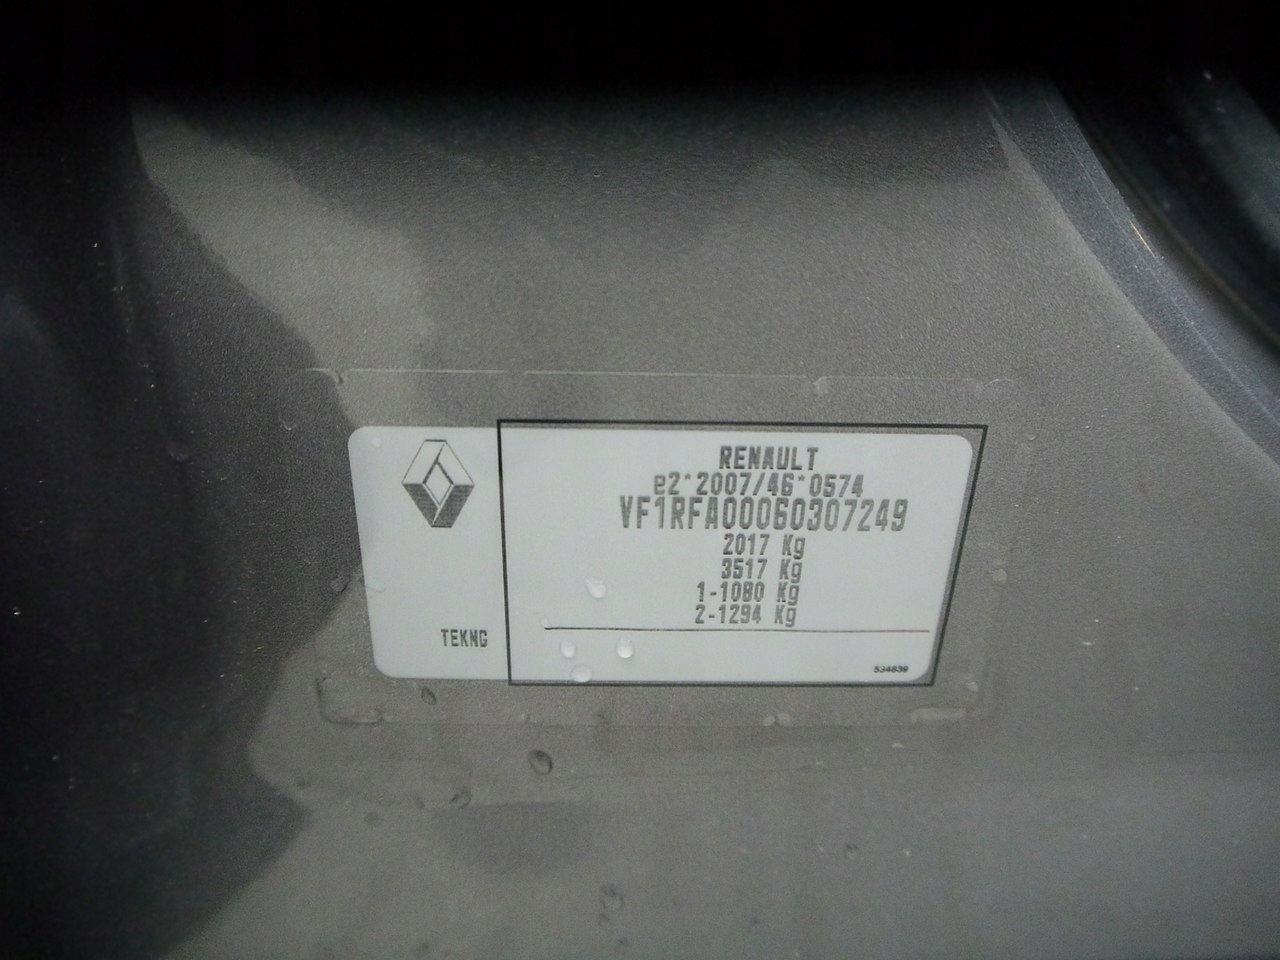 RENAULT
e2*2007/46*0574
VF1RFA00060307249
2017 Kg
3517 Kg
1-1080 Kg
2-1294 Kg
TEKNG
534839